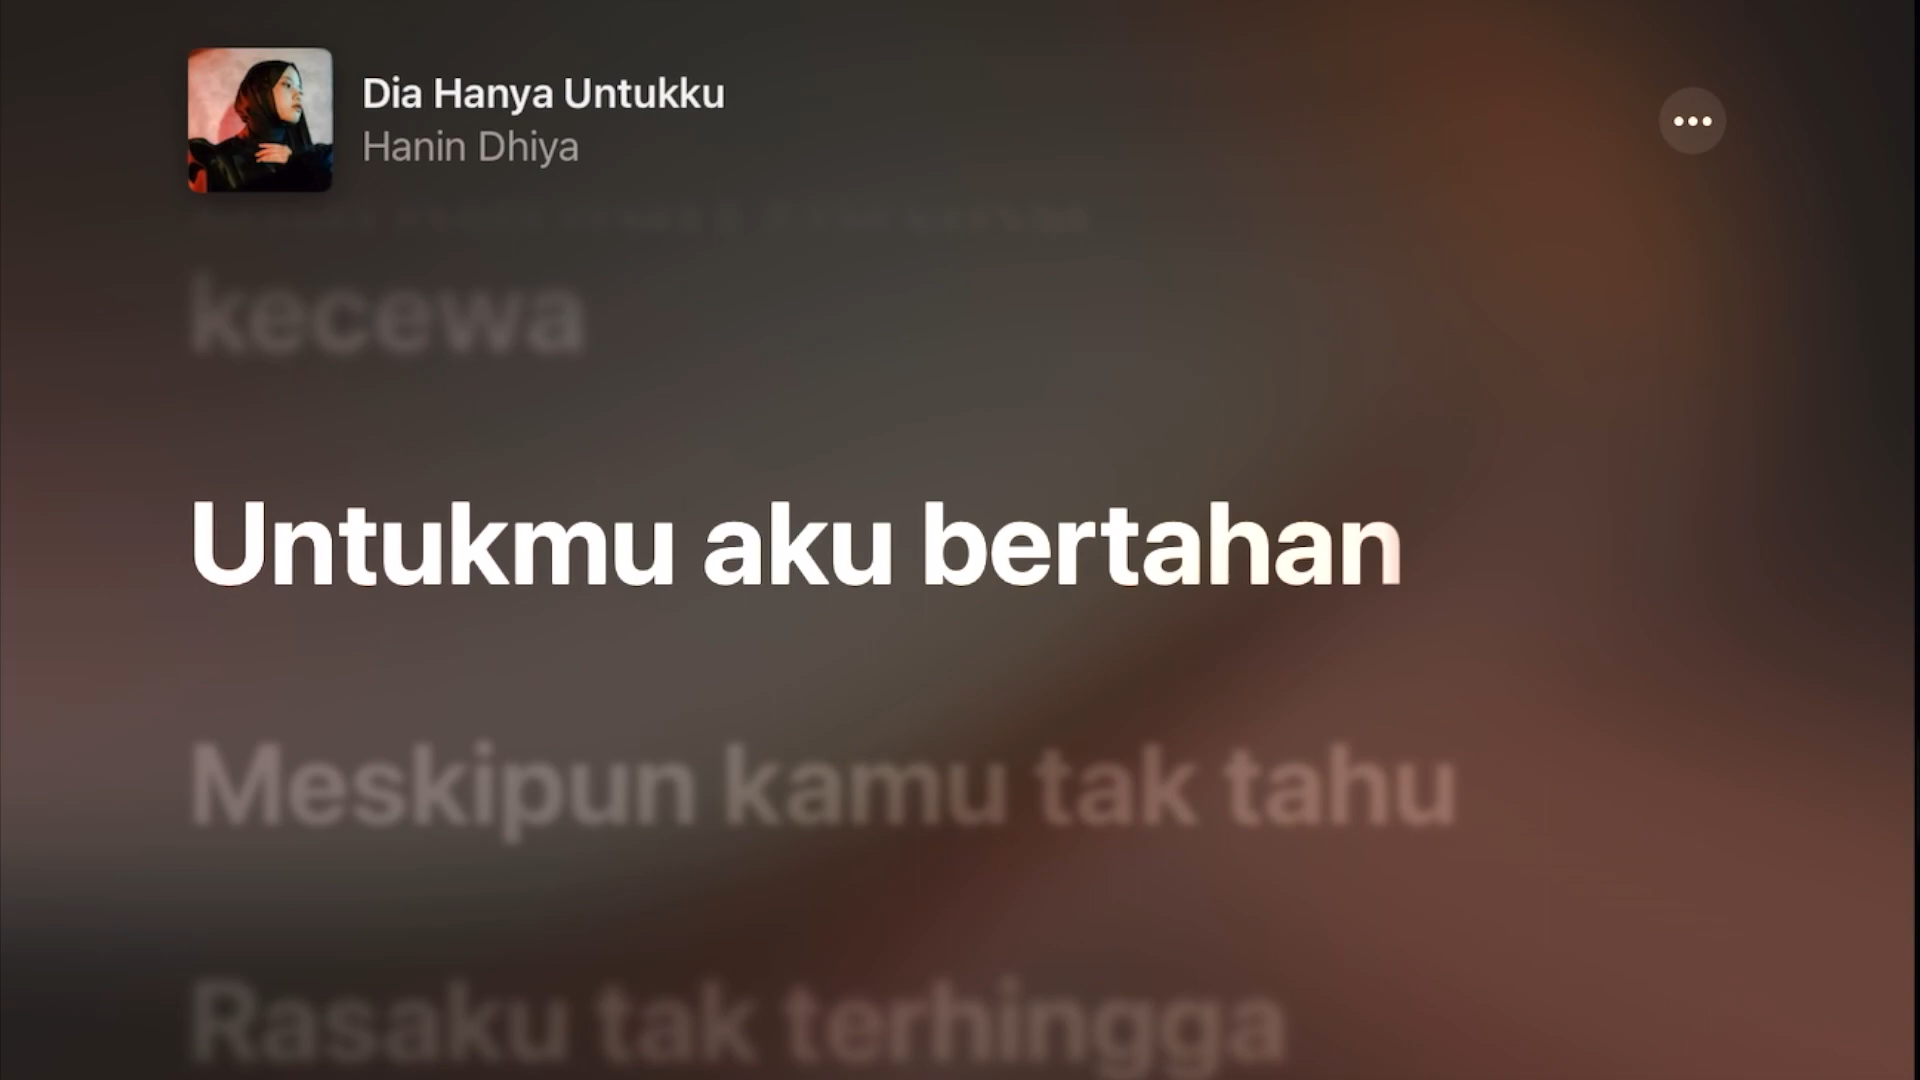 Dia Hanya Untukku
Hanin Dhiya
kecewa
Untukmu aku bertahan
Meskipun kamu tak tahu
Rasaku tak terhingga